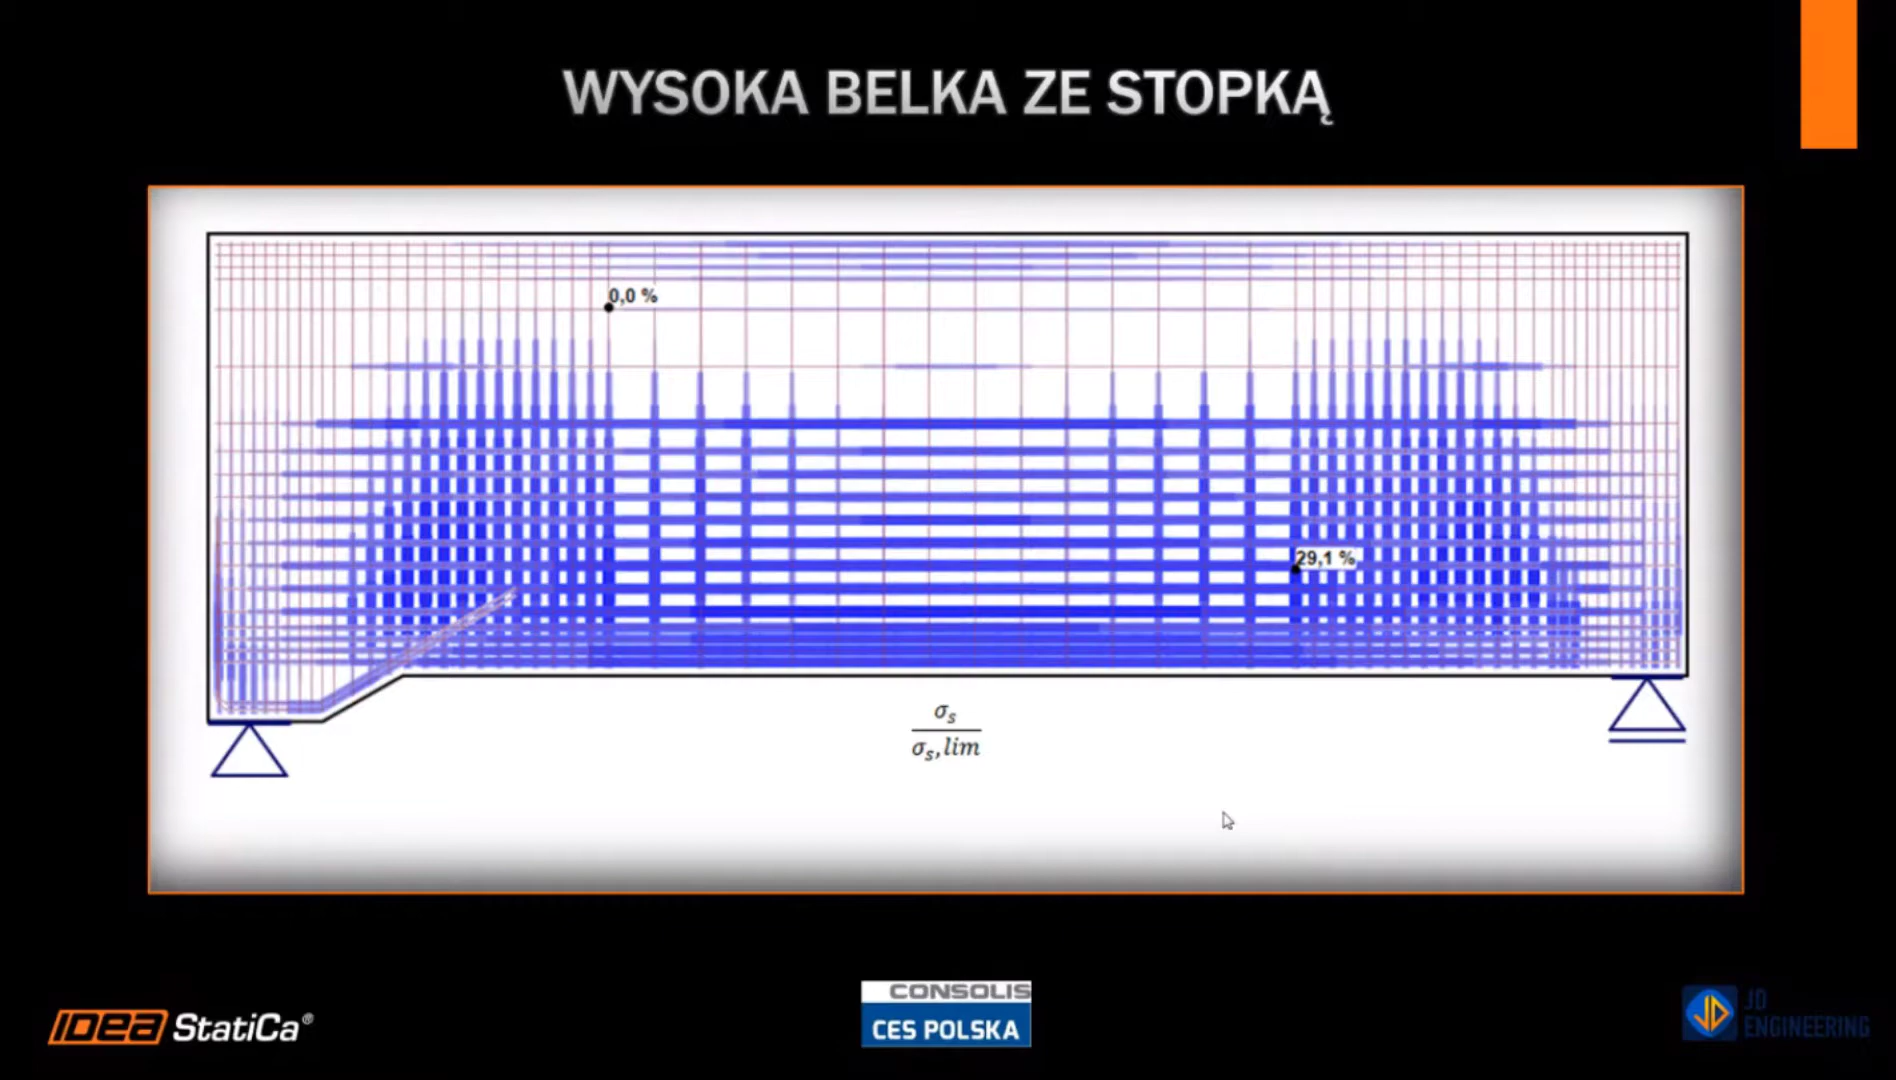 WYSOKA BELKA ZE STOPKĄ
0,0 %
29,1 %
σs
σs,lim
IDEA StatiCa®
CONSOLIS
CES POLSKA
JD
ENGINEERING